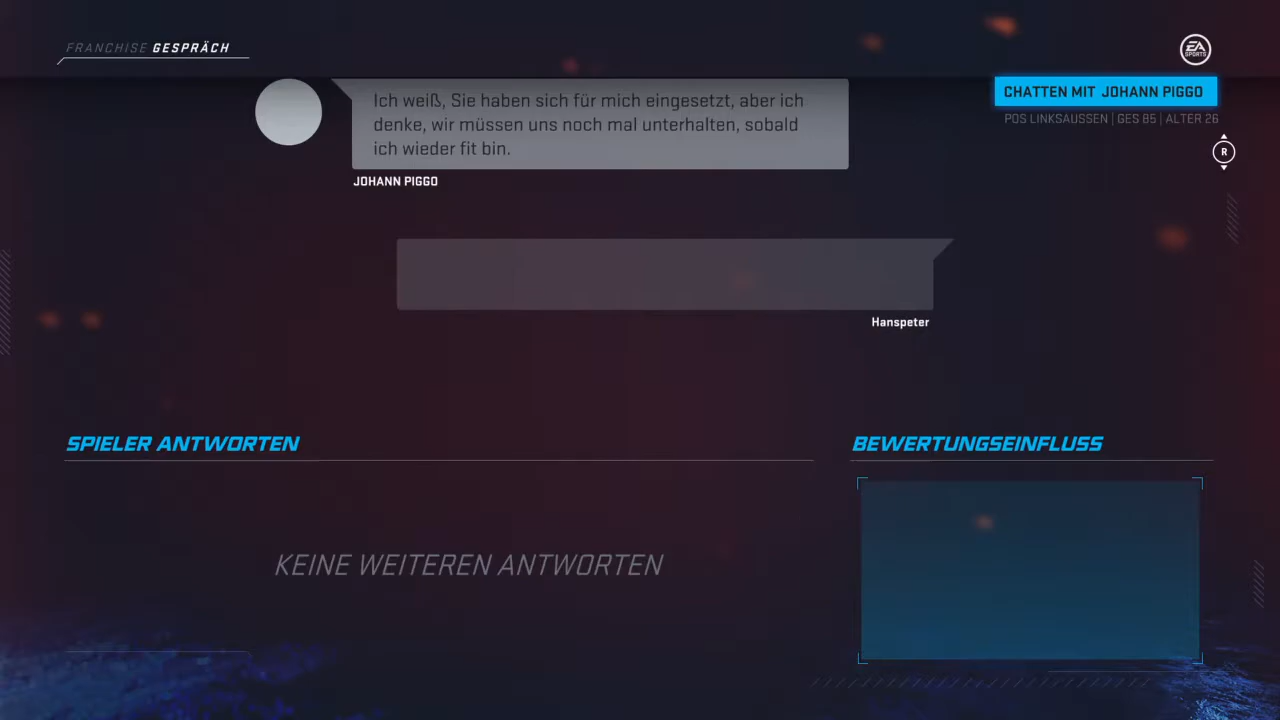 FRANCHISE GESPRÄCH
EA
SPORTS
Ich weiß, Sie haben sich für mich eingesetzt, aber ich
denke, wir müssen uns noch mal unterhalten, sobald
ich wieder fit bin.
JOHANN PIGGO
CHATTEN MIT JOHANN PIGGO
POS LINKSAUSSEN | GES 85 | ALTER 26
R
Hanspeter
SPIELER ANTWORTEN
BEWERTUNGSEINFLUSS
KEINE WEITEREN ANTWORTEN